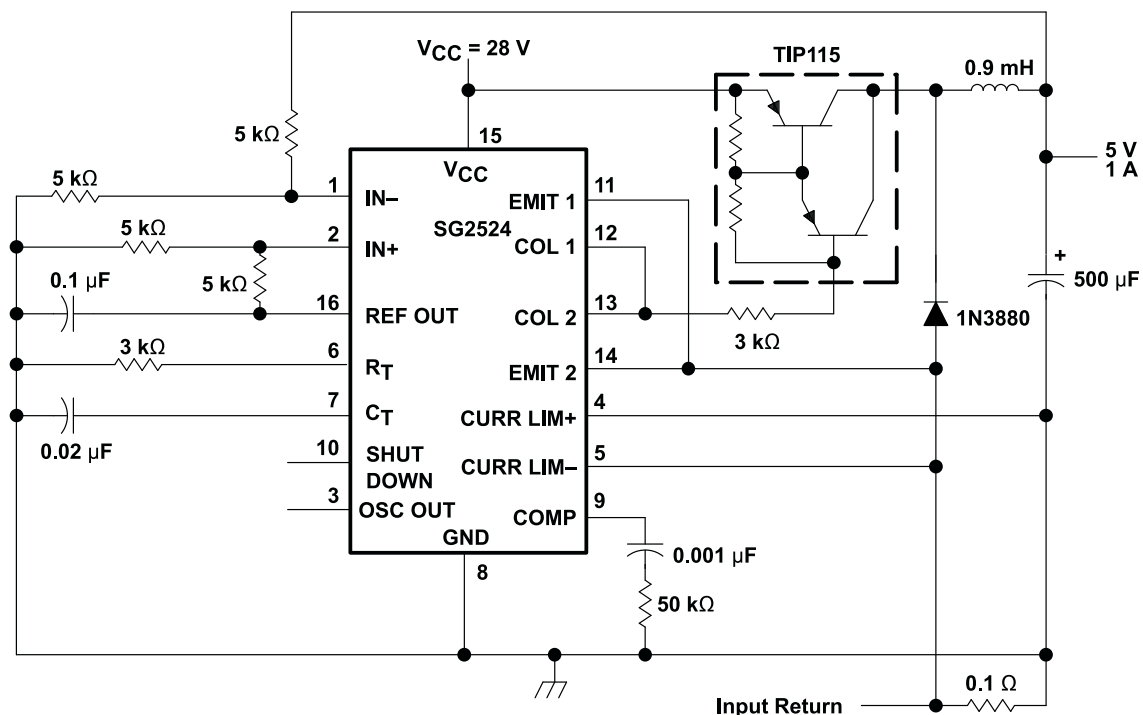 VCC = 28 V
TIP115
0.9 mH
5 kΩ
15
VCC
5 V
1 A
5 kΩ
1
IN–
EMIT 1
11
SG2524
5 kΩ
2
IN+
COL 1
12
0.1 µF
5 kΩ
+
500 µF
16
REF OUT
COL 2
13
3 kΩ
1N3880
3 kΩ
6
RT
EMIT 2
14
7
CT
CURR LIM+
4
0.02 µF
10
SHUT
DOWN
CURR LIM–
5
3
OSC OUT
COMP
9
GND
8
0.001 µF
50 kΩ
0.1 Ω
Input Return